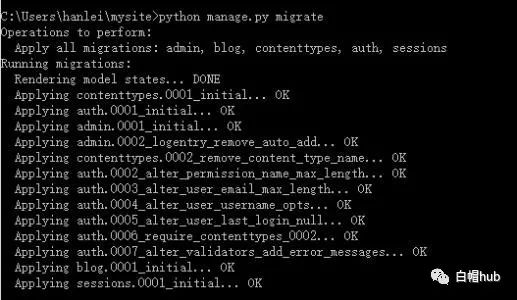 C:\Users\hanlei\mysite>python manage.py migrate
Operations to perform:
Apply all migrations: admin, blog, contenttypes, auth, sessions
Running migrations:
Rendering model states... DONE
Applying contenttypes.0001_initial... OK
Applying auth.0001_initial... OK
Applying admin.0001_initial... OK
Applying admin.0002_logentry_remove_auto_add... OK
Applying contenttypes.0002_remove_content_type_name... OK
Applying auth.0002_alter_permission_name_max_length... OK
Applying auth.0003_alter_user_email_max_length... OK
Applying auth.0004_alter_user_username_opts... OK
Applying auth.0005_alter_user_last_login_null... OK
Applying auth.0006_require_contenttypes_0002... OK
Applying auth.0007_alter_validators_add_error_messages... OK
Applying blog.0001_initial... OK
Applying sessions.0001_initial... OK
白帽hub